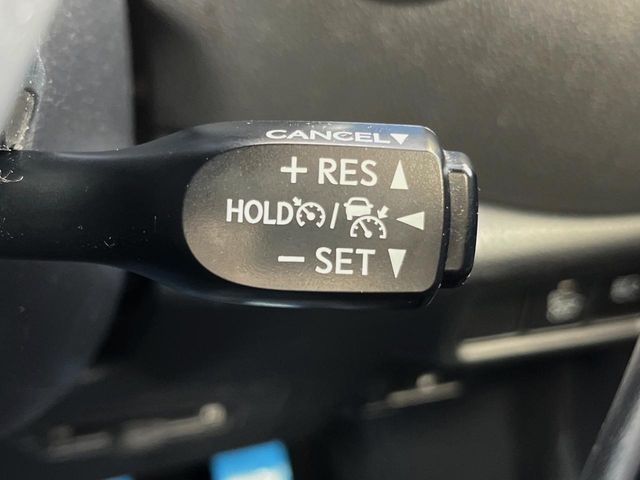 CANCEL▼
+ RES ▲
HOLD / ◀
− SET ▼